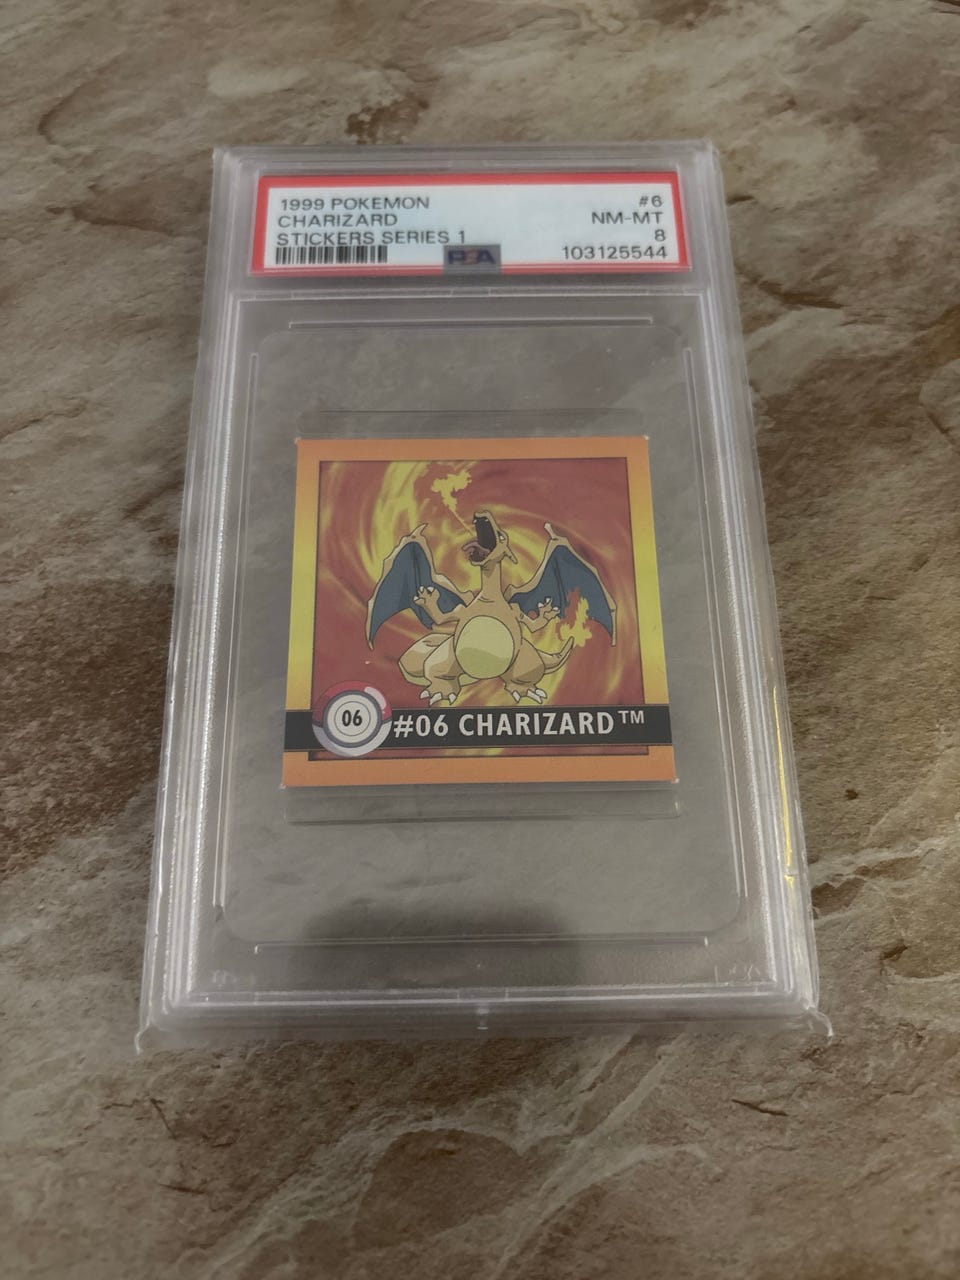 1999 POKEMON #6
CHARIZARD NM-MT
STICKERS SERIES 1 8
PSA 103125544
06 #06 CHARIZARD™